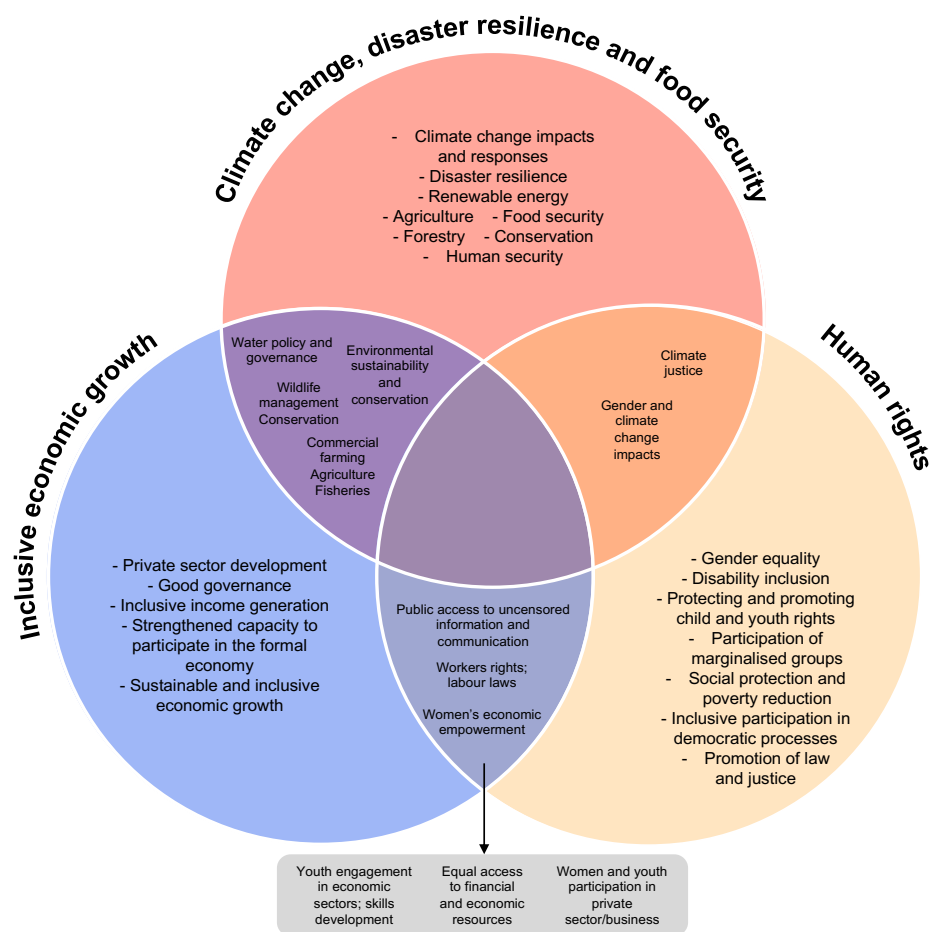 Climate change, disaster resilience and food security
- Climate change impacts
and responses
- Disaster resilience
- Renewable energy
- Agriculture - Food security
- Forestry - Conservation
- Human security
Inclusive economic growth
Human rights
Water policy and
governance
Environmental
sustainability
and
conservation
Wildlife
management
Conservation
Commercial
farming
Agriculture
Fisheries
Climate
justice
Gender and
climate
change
impacts
- Private sector development
- Good governance
- Inclusive income generation
- Strengthened capacity to
participate in the formal
economy
- Sustainable and inclusive
economic growth
Public access to uncensored
information and
communication
Workers rights;
labour laws
Women’s economic
empowerment
- Gender equality
- Disability inclusion
- Protecting and promoting
child and youth rights
- Participation of
marginalised groups
- Social protection and
poverty reduction
- Inclusive participation in
democratic processes
- Promotion of law
and justice
Youth engagement
in economic
sectors; skills
development
Equal access
to financial
and economic
resources
Women and youth
participation in
private
sector/business